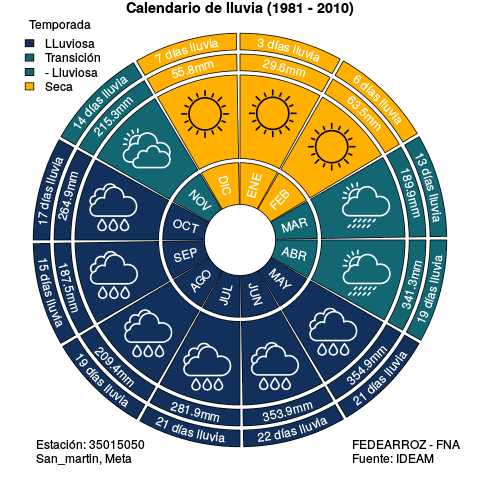 Calendario de lluvia (1981 - 2010)
Temporada
LLuviosa
Transición
- Lluviosa
Seca
3 días lluvia
29.6mm
ENE
6 días lluvia
63.5mm
FEB
13 días lluvia
189.9mm
MAR
19 días lluvia
341.3mm
ABR
21 días lluvia
354.9mm
MAY
22 días lluvia
353.9mm
JUN
21 días lluvia
281.9mm
JUL
19 días lluvia
209.4mm
AGO
15 días lluvia
187.5mm
SEP
17 días lluvia
264.9mm
OCT
14 días lluvia
215.3mm
NOV
7 días lluvia
55.8mm
DIC
Estación: 35015050
San_martin, Meta
FEDEARROZ - FNA
Fuente: IDEAM